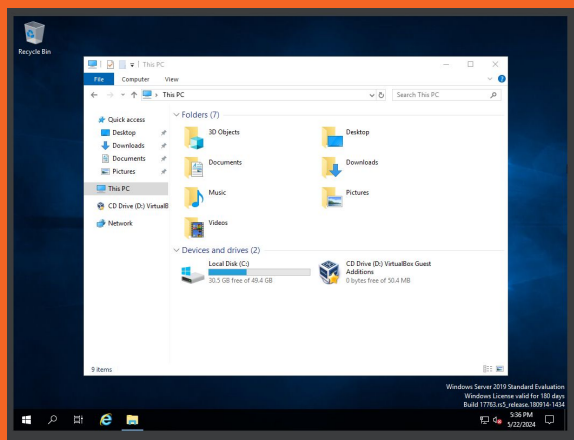 Recycle Bin
This PC
File Computer View
This PC
Search This PC
Quick access
Desktop
Downloads
Documents
Pictures
This PC
CD Drive (D:) VirtualB
Network
Folders (7)
3D Objects
Desktop
Documents
Downloads
Music
Pictures
Videos
Devices and drives (2)
Local Disk (C:)
30.5 GB free of 49.4 GB
CD Drive (D:) VirtualBox Guest
Additions
0 bytes free of 50.4 MB
9 items
Windows Server 2019 Standard Evaluation
Windows License valid for 180 days
Build 17763.rs5_release.180914-1434
5:36 PM
5/22/2024